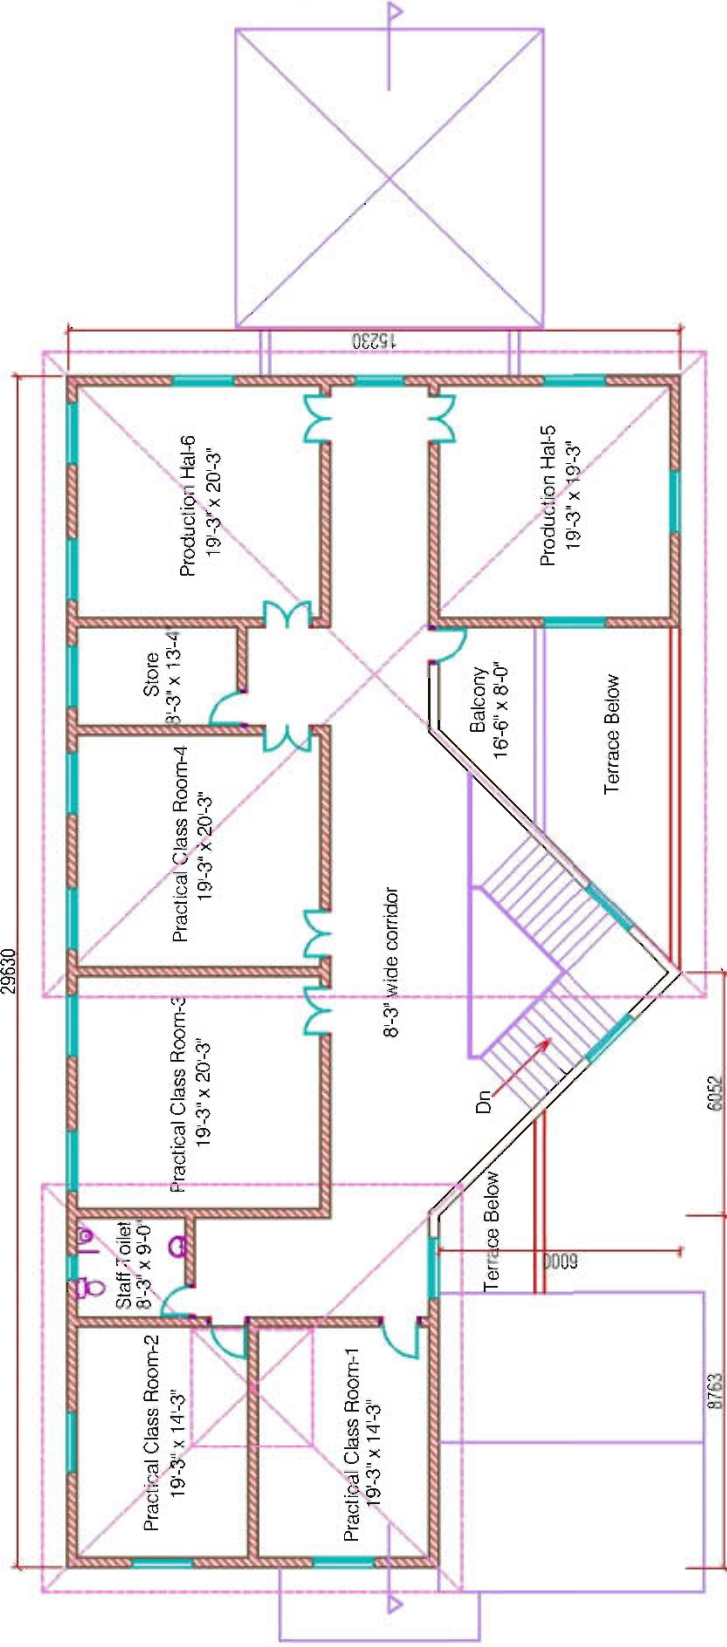 29630
15230
Production Hal-6
19'-3" x 20'-3"
Production Hal-5
19'-3" x 19'-3"
Store
8'-3" x 13'-4"
Balcony
16'-6" x 8'-0"
Terrace Below
Practical Class Room-4
19'-3" x 20'-3"
8'-3" wide corridor
Practical Class Room-3
19'-3" x 20'-3"
Dn
6052
Terrace Below
6000
Staff Toilet
8'-3" x 9'-0"
Practical Class Room-2
19'-3" x 14'-3"
Practical Class Room-1
19'-3" x 14'-3"
8763